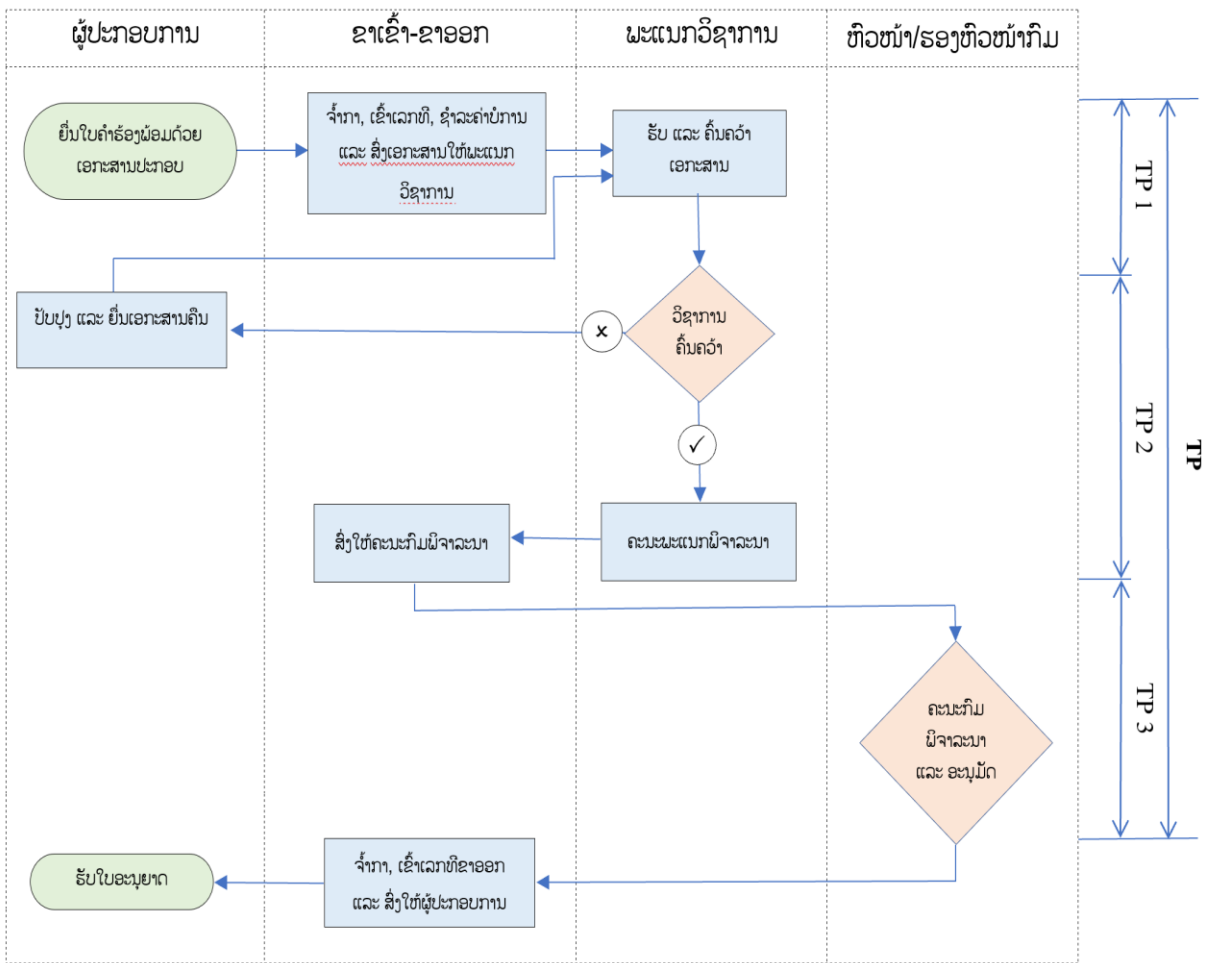 ຜູ້ປະກອບການ
ຂາເຂົ້າ-ຂາອອກ
ພະແນກວິຊາການ
ຫົວໜ້າ/ຮອງຫົວໜ້າກົມ
ຍື່ນໃບຄໍາຮ້ອງພ້ອມດ້ວຍ
ເອກະສານປະກອບ
ຈໍ້າກາ, ເຂົ້າເລກທີ, ຊໍາລະຄ່າບໍການ
ແລະ ສົ່ງເອກະສານໃຫ້ພະແນກ
ວິຊາການ
ຮັບ ແລະ ຄົ້ນຄວ້າ
ເອກະສານ
TP 1
ປັບປຸງ ແລະ ຍື່ນເອກະສານຄືນ
✗
ວິຊາການ
ຄົ້ນຄວ້າ
✓
TP 2
TP
ສົ່ງໃຫ້ຄະນະກົມພິຈາລະນາ
ຄະນະພະແນກພິຈາລະນາ
ຄະນະກົມ
ພິຈາລະນາ
ແລະ ອະນຸມັດ
TP 3
ຮັບໃບອະນຸຍາດ
ຈໍ້າກາ, ເຂົ້າເລກທີຂາອອກ
ແລະ ສົ່ງໃຫ້ຜູ້ປະກອບການ